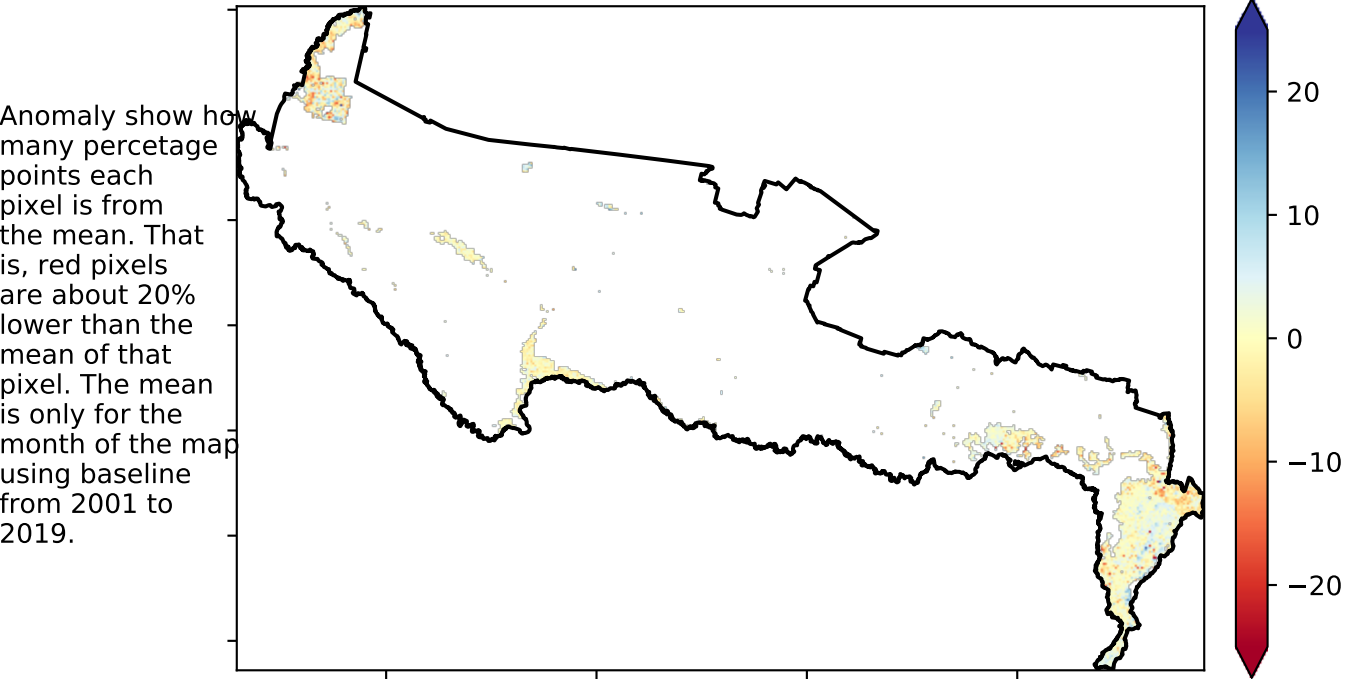 Anomaly show how
many percetage
points each
pixel is from
the mean. That
is, red pixels
are about 20%
lower than the
mean of that
pixel. The mean
is only for the
month of the map
using baseline
from 2001 to
2019.
20
10
0
−10
−20